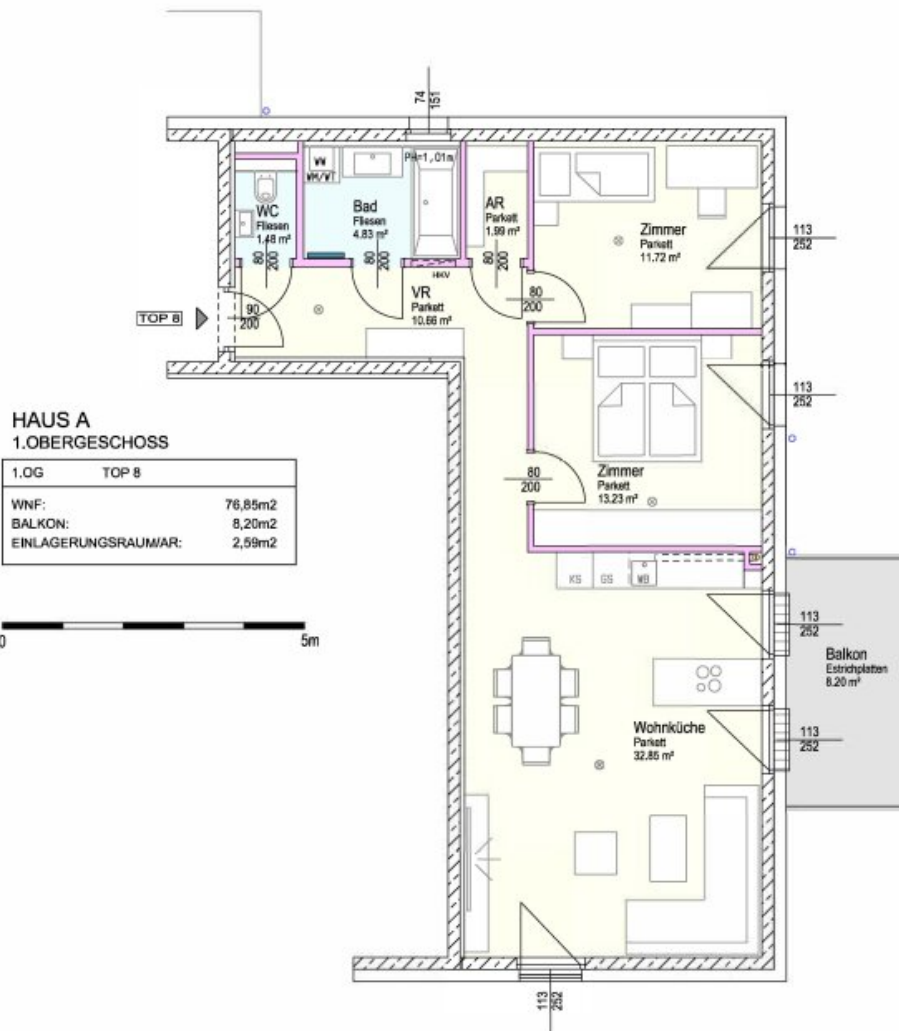 74
151
WW
WM/WT
PH=1,01m
WC
Fliesen
1.48 m²
80
200
Bad
Fliesen
4.83 m²
80
200
AR
Parkett
1.99 m²
80
200
Zimmer
Parkett
11.72 m²
113
252
HKV
VR
Parkett
10.66 m²
80
200
TOP 8
90
200
113
252
HAUS A
1.OBERGESCHOSS
1.OG TOP 8
WNF: 76,85m2
BALKON: 8,20m2
EINLAGERUNGSRAUM/AR: 2,59m2
80
200
Zimmer
Parkett
13.23 m²
KS GS WB
0 5m
113
252
Balkon
Estrichplatten
8.20 m²
Wohnküche
Parkett
32.85 m²
113
252
113
252